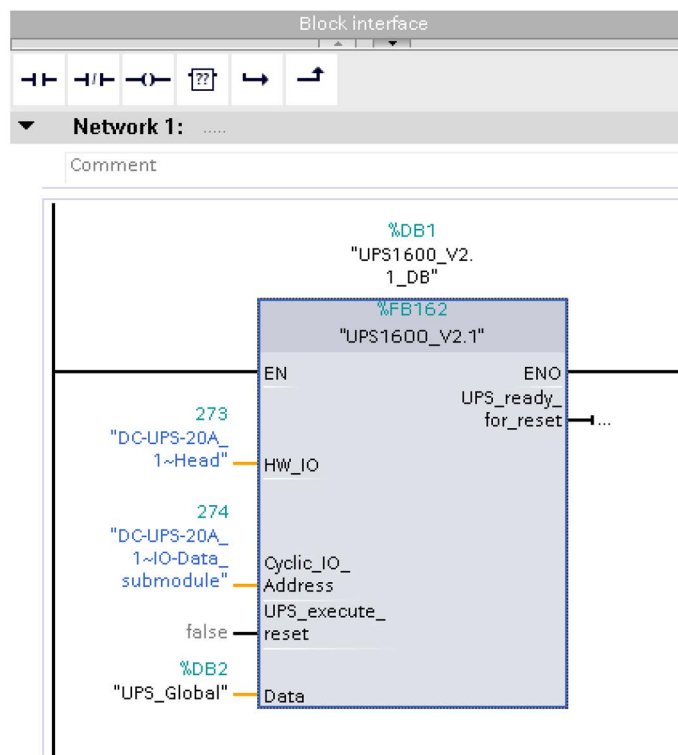 Block interface
??
Network 1: .....
Comment
%DB1
"UPS1600_V2.
1_DB"
%FB162
"UPS1600_V2.1"
EN
ENO
UPS_ready_
for_reset
...
273
"DC-UPS-20A_
1~Head"
HW_IO
274
"DC-UPS-20A_
1~IO-Data_
submodule"
Cyclic_IO_
Address
UPS_execute_
reset
false
%DB2
"UPS_Global"
Data